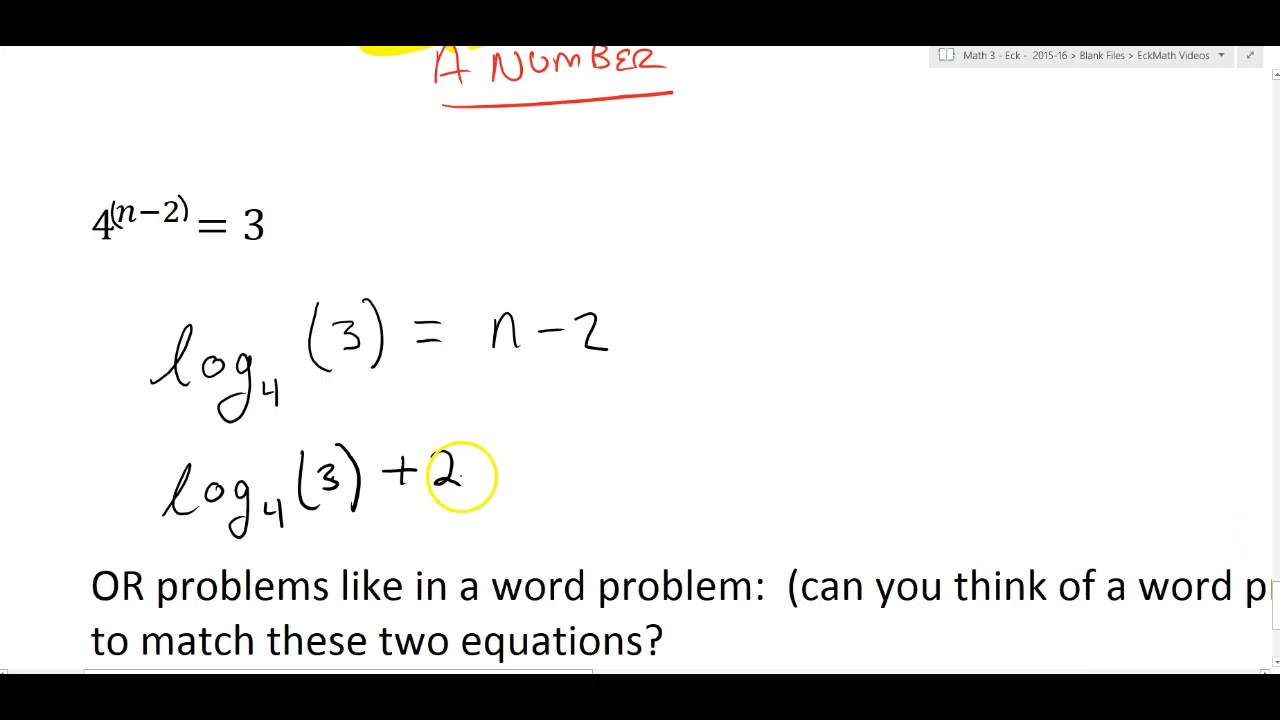 Math 3 - Eck - 2015-16 > Blank Files > EckMath Videos
A NUMBER
4^(n−2) = 3
log₄ (3) = n − 2
log₄ (3) + 2
OR problems like in a word problem: (can you think of a word p
to match these two equations?